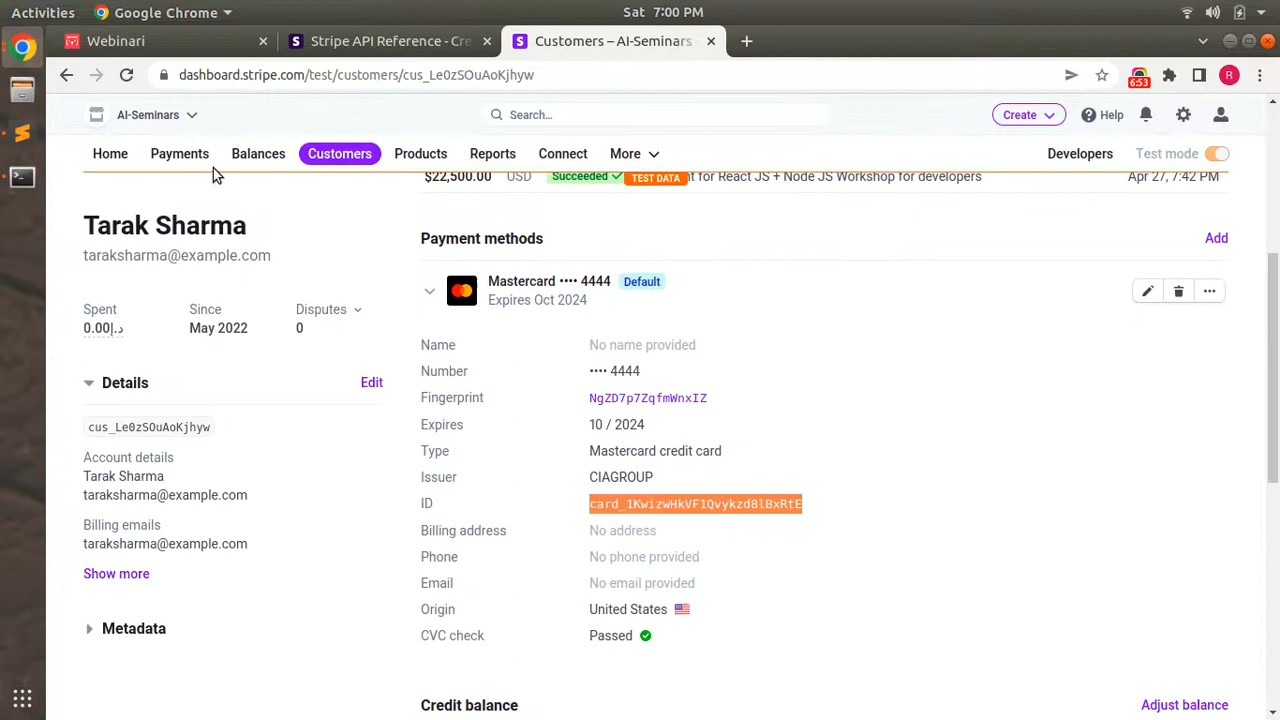 Activities Google Chrome Sat 7:00 PM
Webinari Stripe API Reference - Cre Customers – AI-Seminars
dashboard.stripe.com/test/customers/cus_Le0zSOuAoKjhyw 6:53 R
AI-Seminars Search... Create Help
Home Payments Balances Customers Products Reports Connect More Developers Test mode
$22,500.00 USD Succeeded TEST DATA nt for React JS + Node JS Workshop for developers Apr 27, 7:42 PM
Tarak Sharma
taraksharma@example.com
Spent Since Disputes
0.00د.إ May 2022 0
Details Edit
cus_Le0zSOuAoKjhyw
Account details
Tarak Sharma
taraksharma@example.com
Billing emails
taraksharma@example.com
Show more
Metadata
Payment methods Add
Mastercard •••• 4444 Default
Expires Oct 2024
Name No name provided
Number •••• 4444
Fingerprint NgZD7p7ZqfmWnxIZ
Expires 10 / 2024
Type Mastercard credit card
Issuer CIAGROUP
ID card_1KwizwHkVF1Qvykzd8lBxRtE
Billing address No address
Phone No phone provided
Email No email provided
Origin United States
CVC check Passed
Credit balance Adjust balance